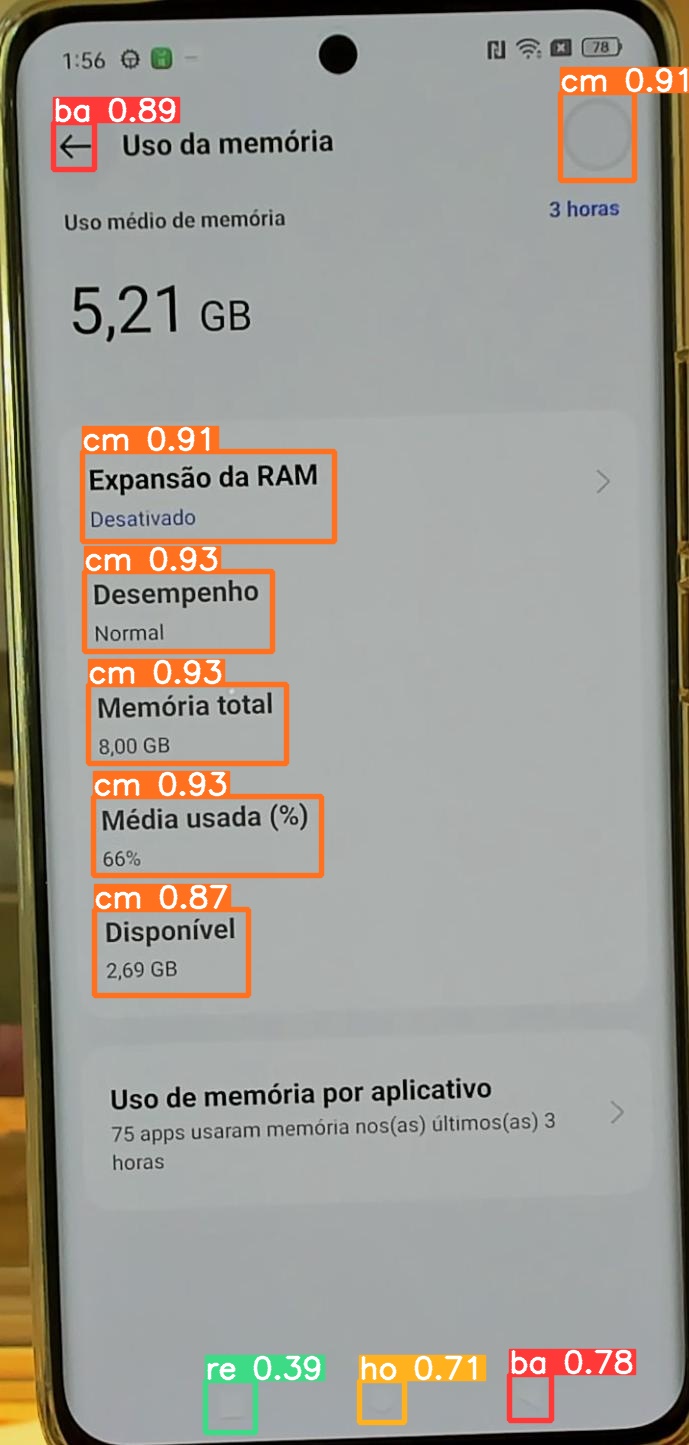 1:56
78
cm 0.91
ba 0.89
Uso da memória
Uso médio de memória
3 horas
5,21 GB
cm 0.91
Expansão da RAM
Desativado
cm 0.93
Desempenho
Normal
cm 0.93
Memória total
8,00 GB
cm 0.93
Média usada (%)
66%
cm 0.87
Disponível
2,69 GB
Uso de memória por aplicativo
75 apps usaram memória nos(as) últimos(as) 3
horas
re 0.39
ho 0.71
ba 0.78